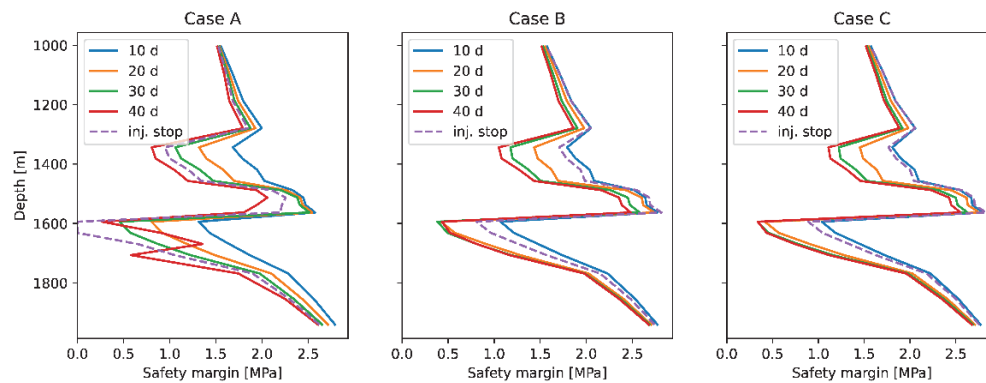 Case A
Case B
Case C
10 d
20 d
30 d
40 d
inj. stop
10 d
20 d
30 d
40 d
inj. stop
10 d
20 d
30 d
40 d
inj. stop
Depth [m]
1000
1200
1400
1600
1800
0.0 0.5 1.0 1.5 2.0 2.5
0.0 0.5 1.0 1.5 2.0 2.5
0.0 0.5 1.0 1.5 2.0 2.5
Safety margin [MPa]
Safety margin [MPa]
Safety margin [MPa]